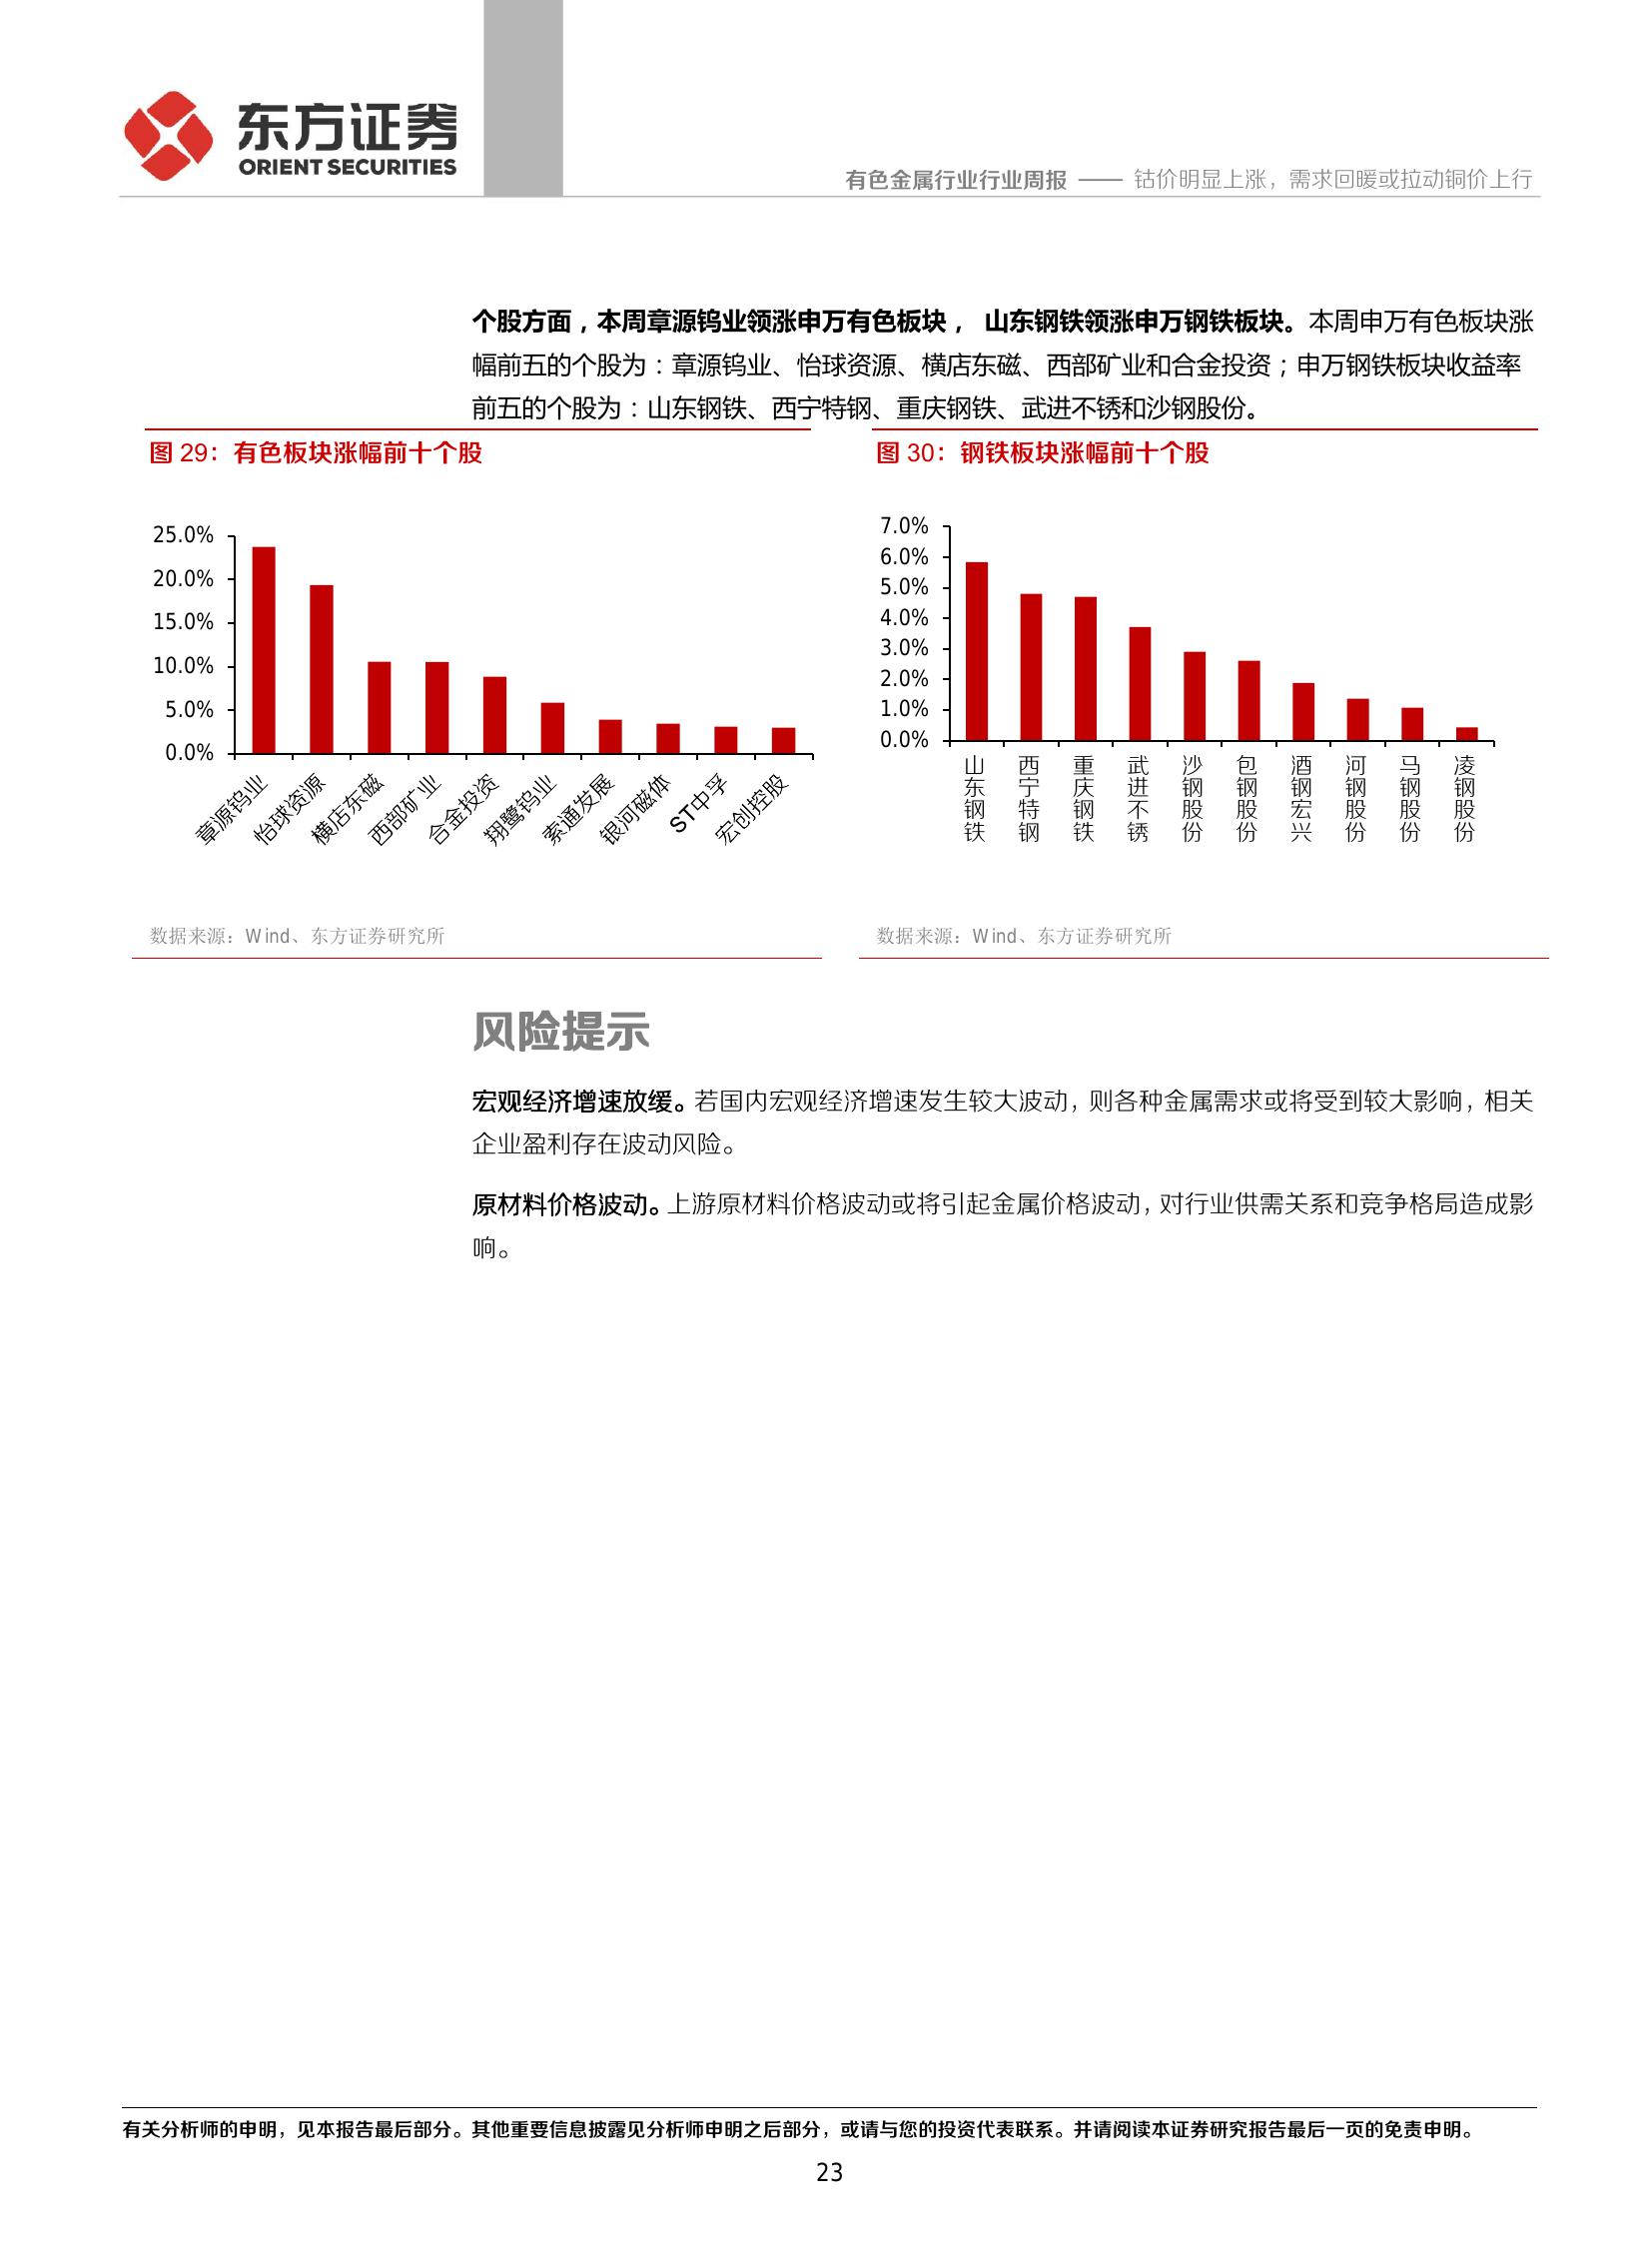 东方证券
ORIENT SECURITIES
有色金属行业行业周报 —— 钴价明显上涨，需求回暖或拉动铜价上行
个股方面，本周章源钨业领涨申万有色板块， 山东钢铁领涨申万钢铁板块。本周申万有色板块涨
幅前五的个股为：章源钨业、怡球资源、横店东磁、西部矿业和合金投资；申万钢铁板块收益率
前五的个股为：山东钢铁、西宁特钢、重庆钢铁、武进不锈和沙钢股份。
图 29：有色板块涨幅前十个股
25.0%
20.0%
15.0%
10.0%
5.0%
0.0%
章源钨业
怡球资源
横店东磁
西部矿业
合金投资
翔鹭钨业
索通发展
银河磁体
ST中孚
宏创控股
数据来源：Wind、东方证券研究所
图 30：钢铁板块涨幅前十个股
7.0%
6.0%
5.0%
4.0%
3.0%
2.0%
1.0%
0.0%
山东钢铁
西宁特钢
重庆钢铁
武进不锈
沙钢股份
包钢股份
酒钢宏兴
河钢股份
马钢股份
凌钢股份
数据来源：Wind、东方证券研究所
风险提示
宏观经济增速放缓。若国内宏观经济增速发生较大波动，则各种金属需求或将受到较大影响，相关
企业盈利存在波动风险。
原材料价格波动。上游原材料价格波动或将引起金属价格波动，对行业供需关系和竞争格局造成影
响。
有关分析师的申明，见本报告最后部分。其他重要信息披露见分析师申明之后部分，或请与您的投资代表联系。并请阅读本证券研究报告最后一页的免责申明。
23